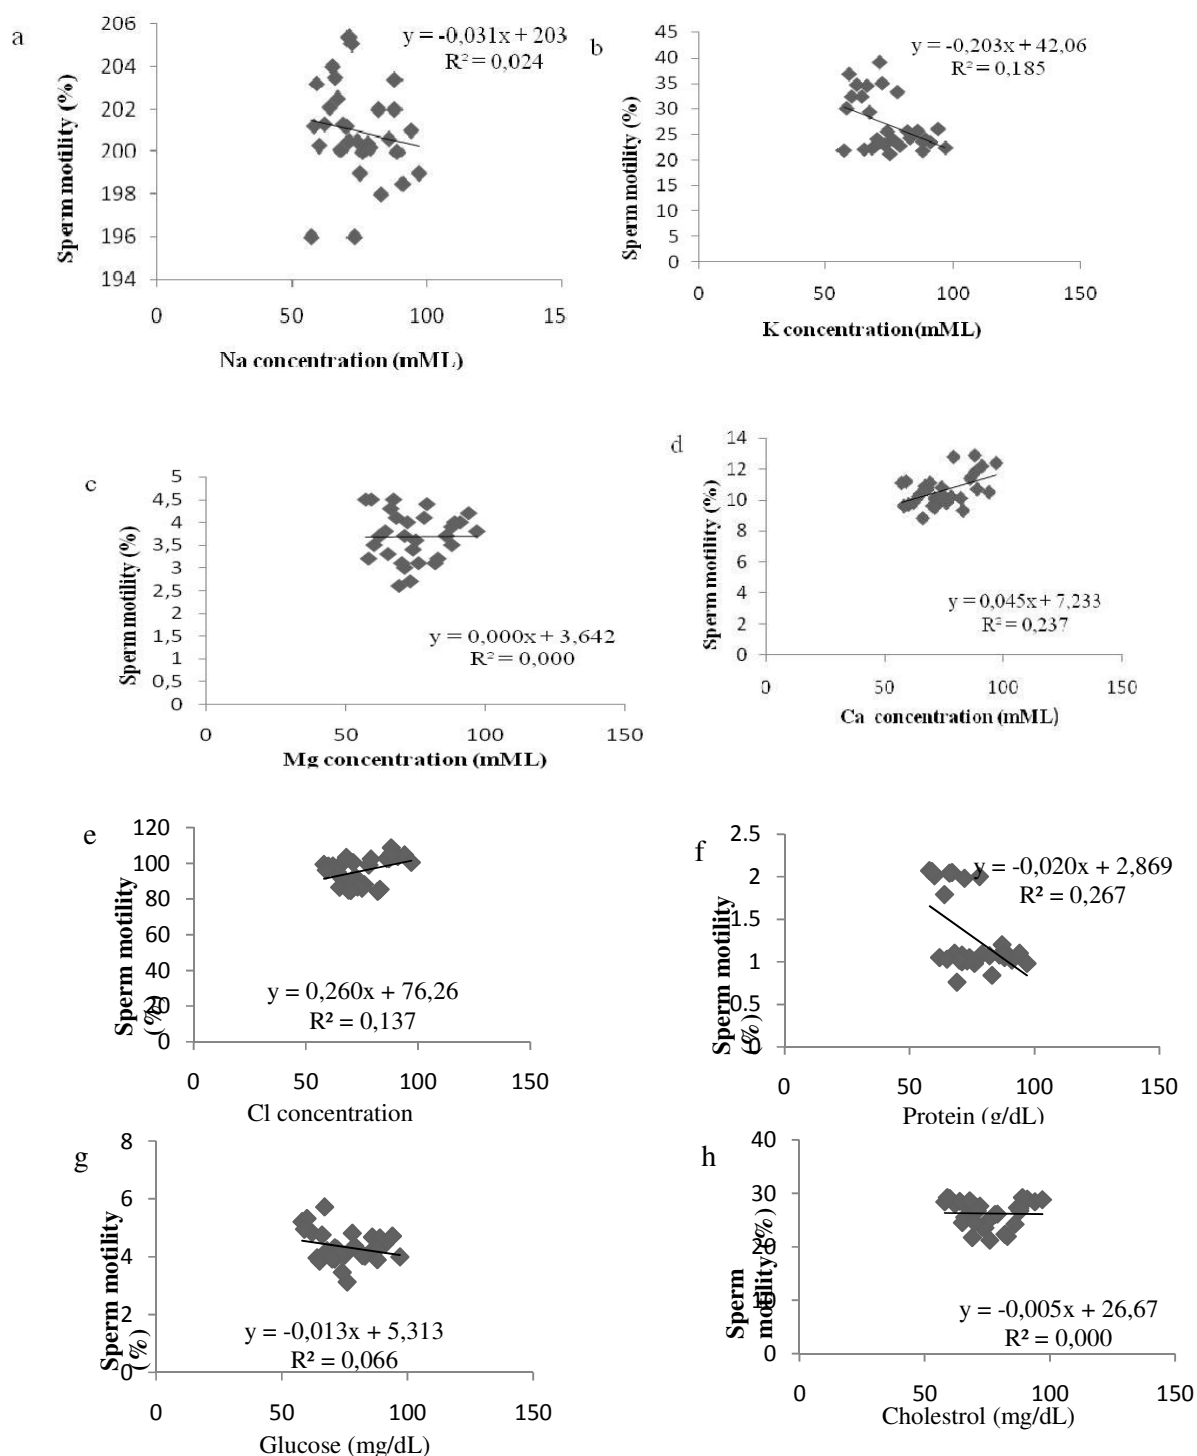 a
206
204
202
200
198
196
194
0
50
100
15
y = -0,031x + 203
R² = 0,024
Sperm motility (%)
Na concentration (mML)
b
45
40
35
30
25
20
15
10
5
0
0
50
100
150
y = -0,203x + 42,06
R² = 0,185
Sperm motility (%)
K concentration(mML)
c
5
4,5
4
3,5
3
2,5
2
1,5
1
0,5
0
0
50
100
150
y = 0,000x + 3,642
R² = 0,000
Sperm motility (%)
Mg concentration (mML)
d
14
12
10
8
6
4
2
0
0
50
100
150
y = 0,045x + 7,233
R² = 0,237
Sperm motility (%)
Ca concentration (mML)
e
120
100
80
60
40
20
0
0
50
100
150
y = 0,260x + 76,26
R² = 0,137
Sperm motility
(%)
Cl concentration
f
2.5
2
1.5
1
0.5
0
0
50
100
150
y = -0,020x + 2,869
R² = 0,267
Sperm motility
(%)
Protein (g/dL)
g
8
6
4
2
0
0
50
100
150
y = -0,013x + 5,313
R² = 0,066
Sperm motility
(%)
Glucose (mg/dL)
h
40
30
20
10
0
0
50
100
150
y = -0,005x + 26,67
R² = 0,000
Sperm
motility (%)
Cholestrol (mg/dL)